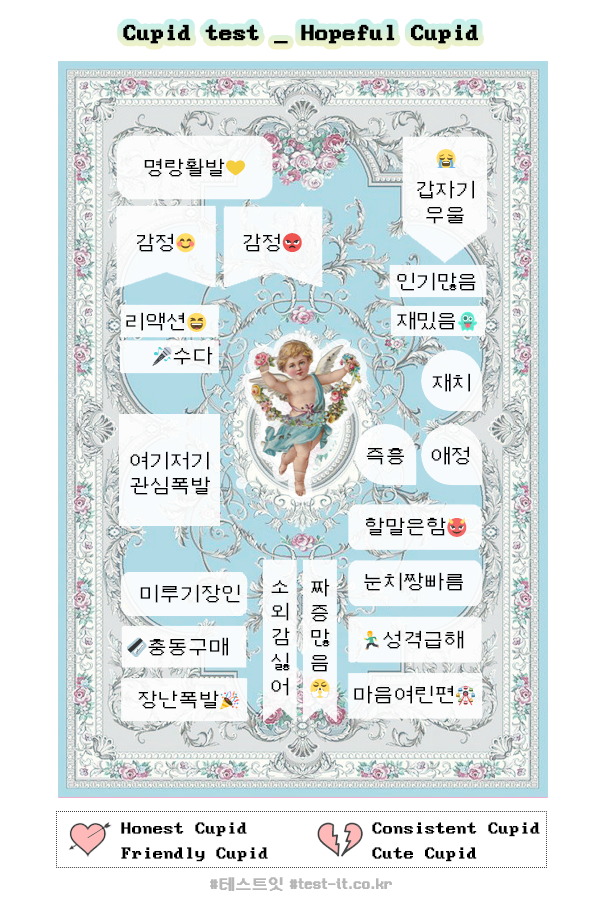 Cupid test _ Hopeful Cupid
명랑활발💛
😭
갑자기
우울
감정😊
감정😡
인기많음
리액션😆
재밌음👻
🎤수다
재치
여기저기
관심폭발
즉흥
애정
할말은함😈
미루기장인
소
외
감
싫
어
짜
증
많
음
😤
눈치짱빠름
충동구매
🏃‍♂️성격급해
장난폭발🎉
마음여린편🎡
Honest Cupid
Friendly Cupid
Consistent Cupid
Cute Cupid
#테스트잇 #test-it.co.kr